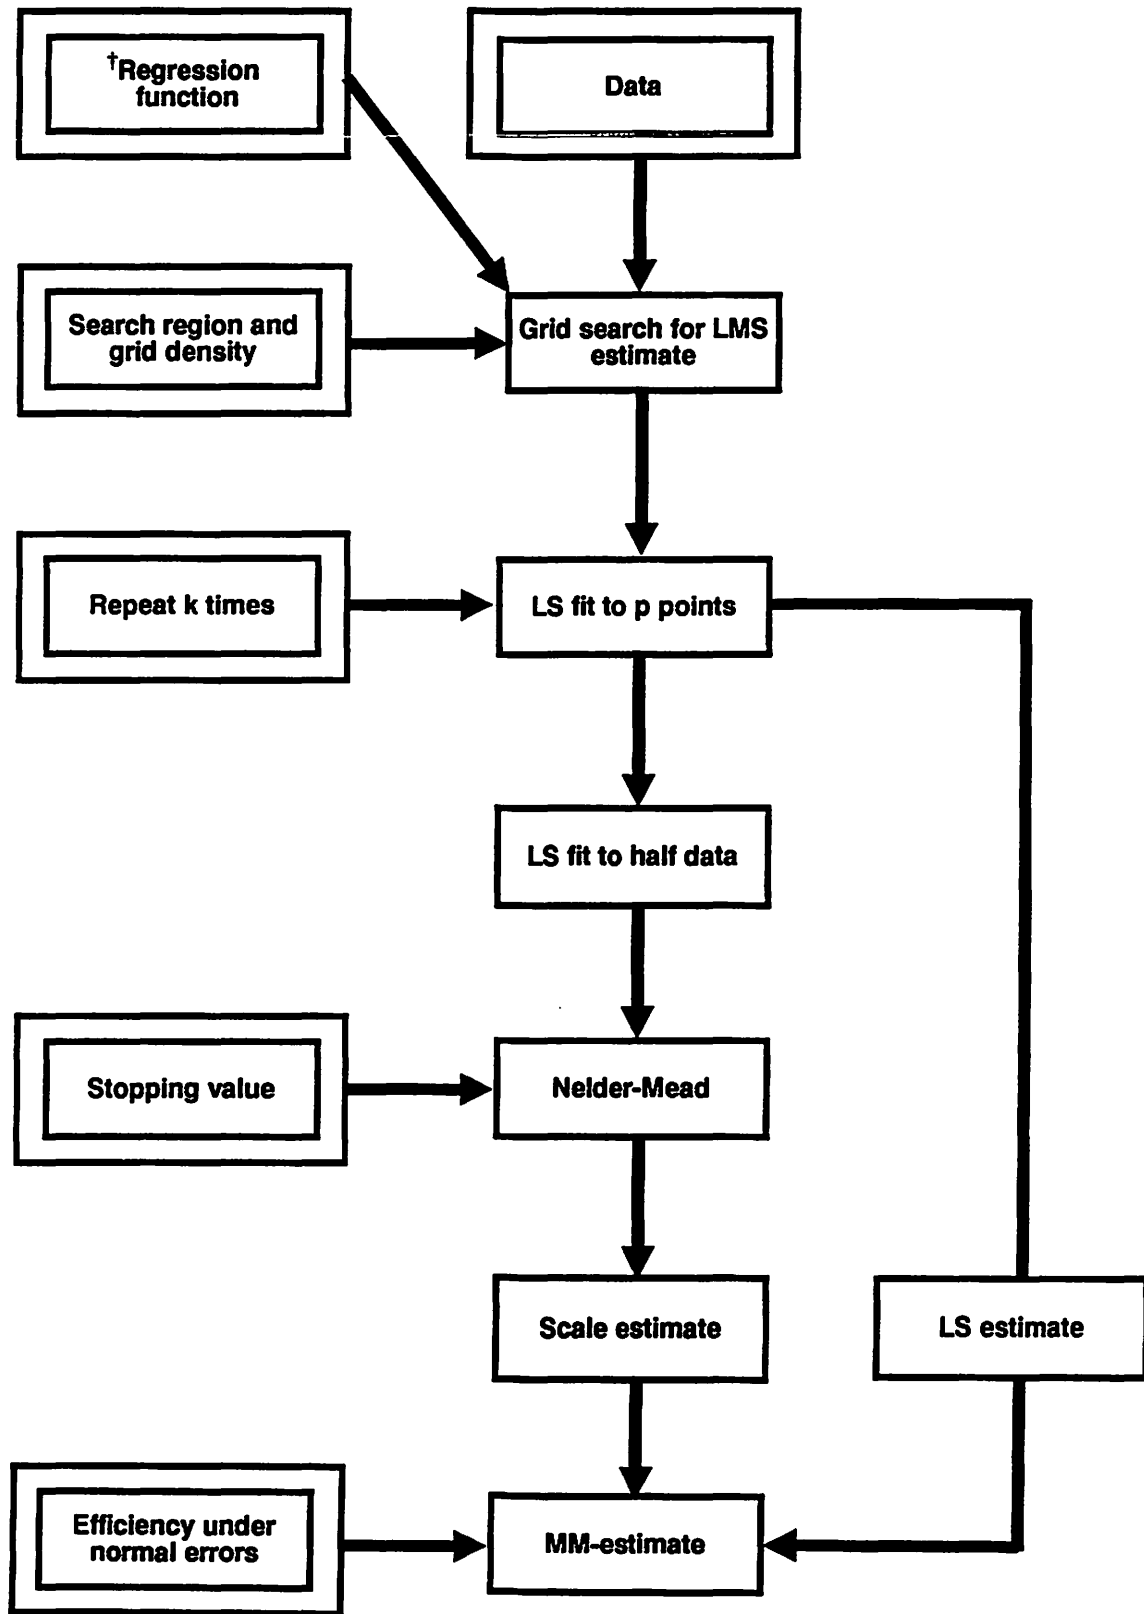 †Regression
function
Data
Search region and
grid density
Grid search for LMS
estimate
Repeat k times
LS fit to p points
LS fit to half data
Stopping value
Nelder-Mead
Scale estimate
LS estimate
Efficiency under
normal errors
MM-estimate